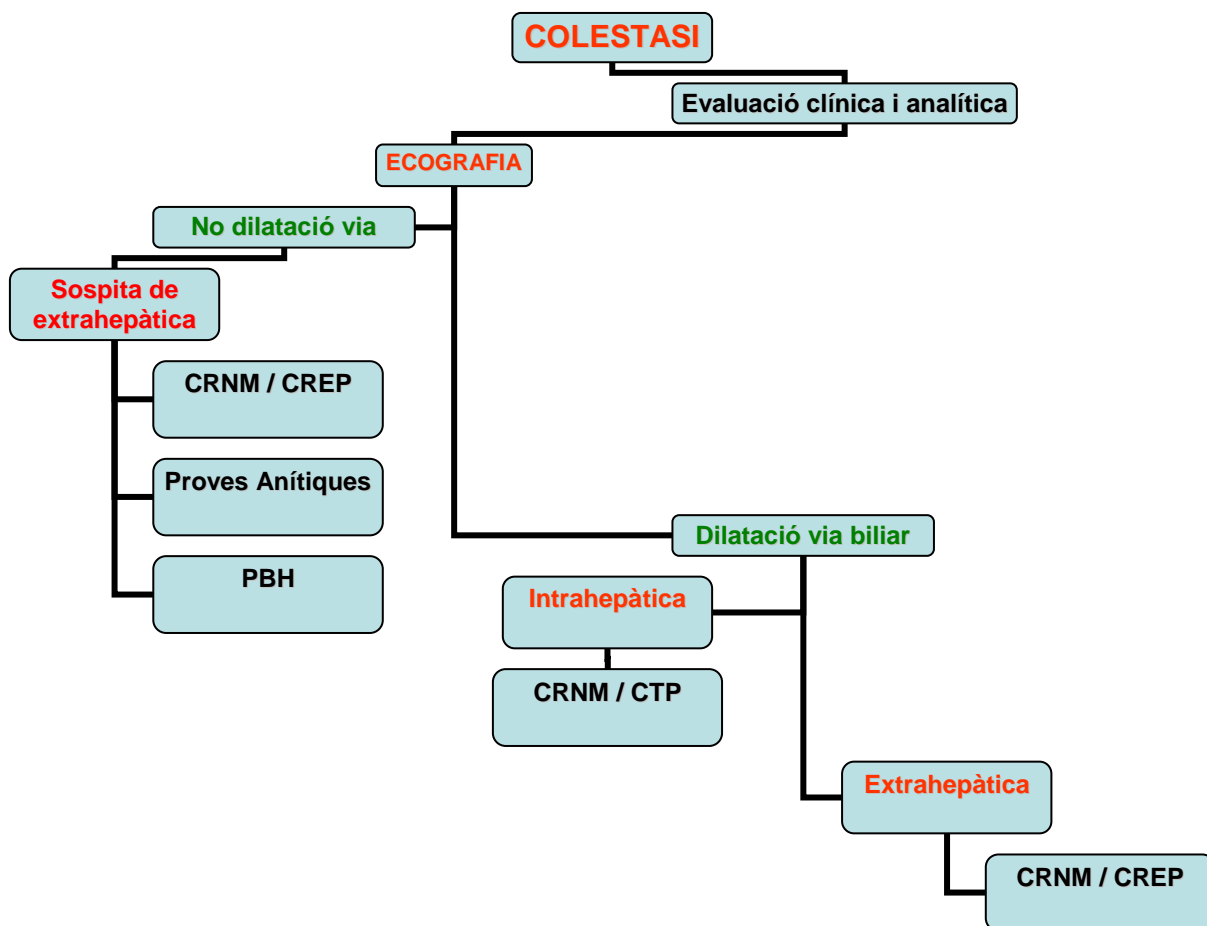 COLESTASI
Evaluació clínica i analítica
ECOGRAFIA
No dilatació via
Sospita de
extrahepàtica
CRNM / CREP
Proves Anítiques
PBH
Dilatació via biliar
Intrahepàtica
CRNM / CTP
Extrahepàtica
CRNM / CREP